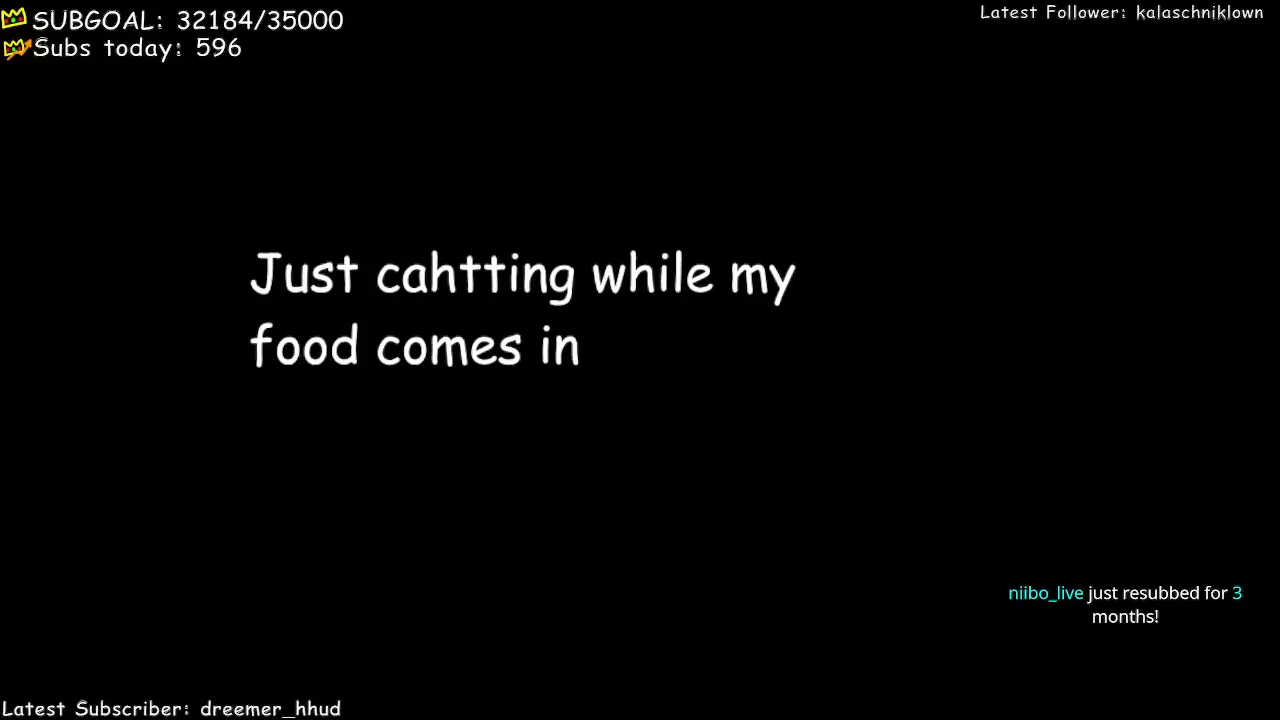 SUBGOAL: 32184/35000
Latest Follower: kalaschniklown
Subs today: 596
Just cahtting while my
food comes in
niibo_live just resubbed for 3
months!
Latest Subscriber: dreemer_hhud